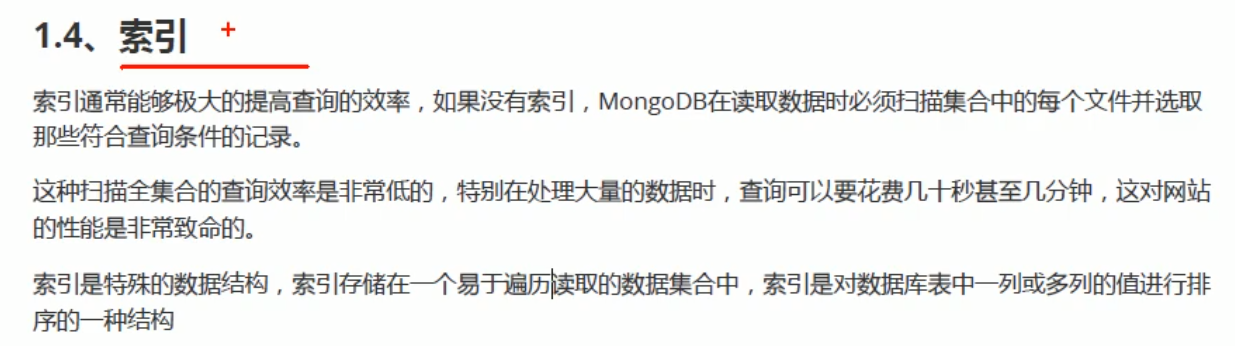 1.4、索引
索引通常能够极大的提高查询的效率，如果没有索引，MongoDB在读取数据时必须扫描集合中的每个文件并选取
那些符合查询条件的记录。
这种扫描全集合的查询效率是非常低的，特别在处理大量的数据时，查询可以要花费几十秒甚至几分钟，这对网站
的性能是非常致命的。
索引是特殊的数据结构，索引存储在一个易于遍历读取的数据集合中，索引是对数据库表中一列或多列的值进行排
序的一种结构